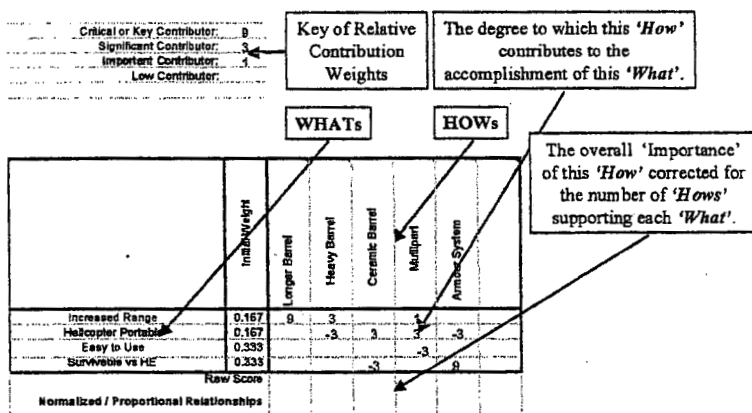 Critical or Key Contributor: 9
Significant Contributor: 3
Important Contributor: 1
Low Contributor:
Key of Relative
Contribution
Weights
The degree to which this 'How'
contributes to the
accomplishment of this 'What'.
WHATs
HOWs
The overall 'Importance'
of this 'How' corrected for
the number of 'Hows'
supporting each 'What'.
Initial Weight
Longer Barrel
Heavy Barrel
Ceramic Barrel
Multipart
Armour System
Increased Range 0.167 9 3 1
Helicopter Portable 0.167 -3 3 3 -3
Easy to Use 0.333 -3
Survivable vs HE 0.333 -3 9
Raw Score
Normalized / Proportional Relationships